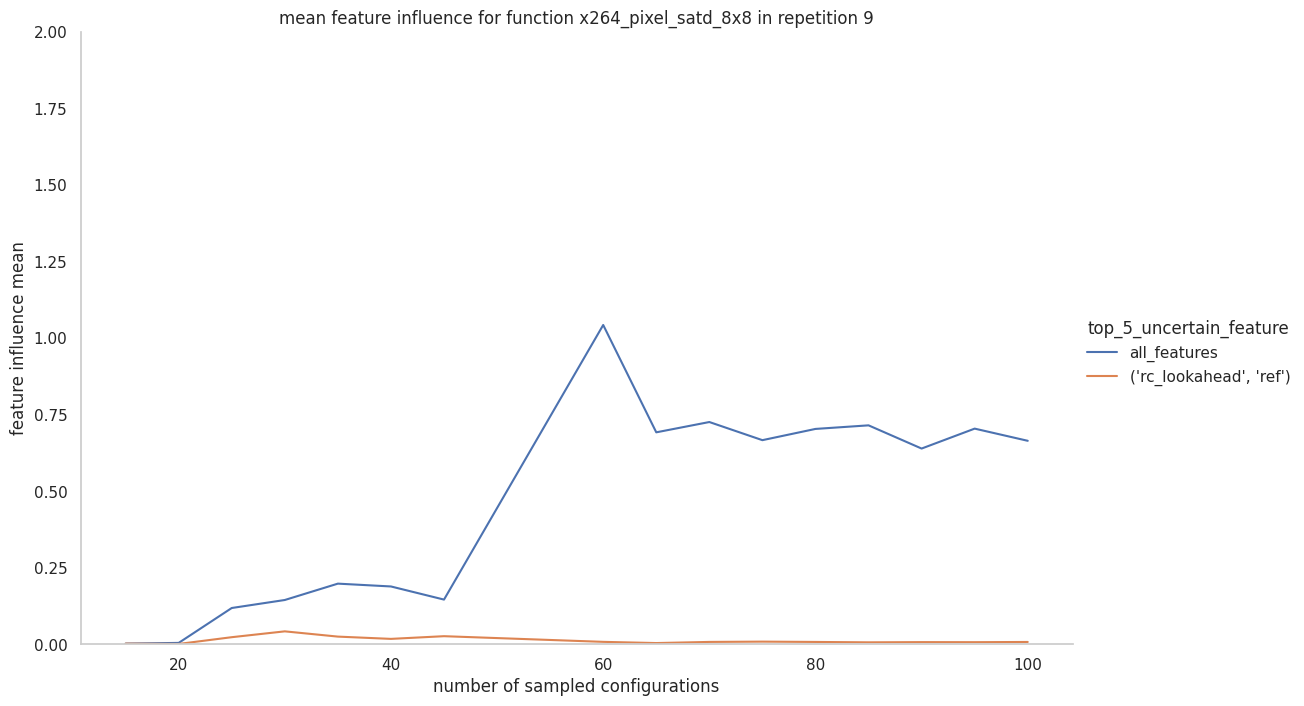 mean feature influence for function x264_pixel_satd_8x8 in repetition 9
2.00
1.75
1.50
1.25
1.00
0.75
0.50
0.25
0.00
feature influence mean
20
40
60
80
100
number of sampled configurations
top_5_uncertain_feature
all_features
('rc_lookahead', 'ref')